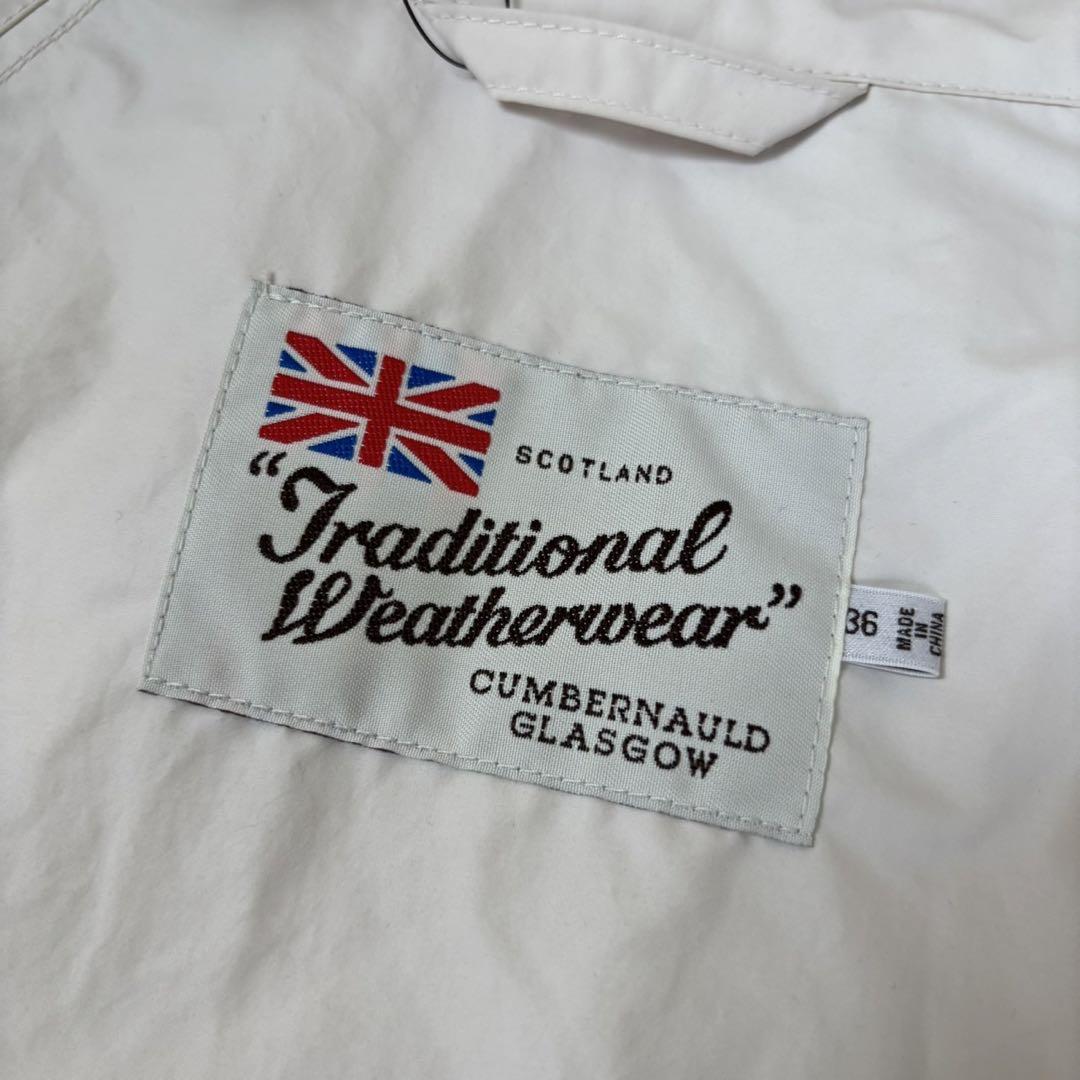 SCOTLAND
“Traditional
Weatherwear”
CUMBERNAULD
GLASGOW
36
MADE
IN
CHINA